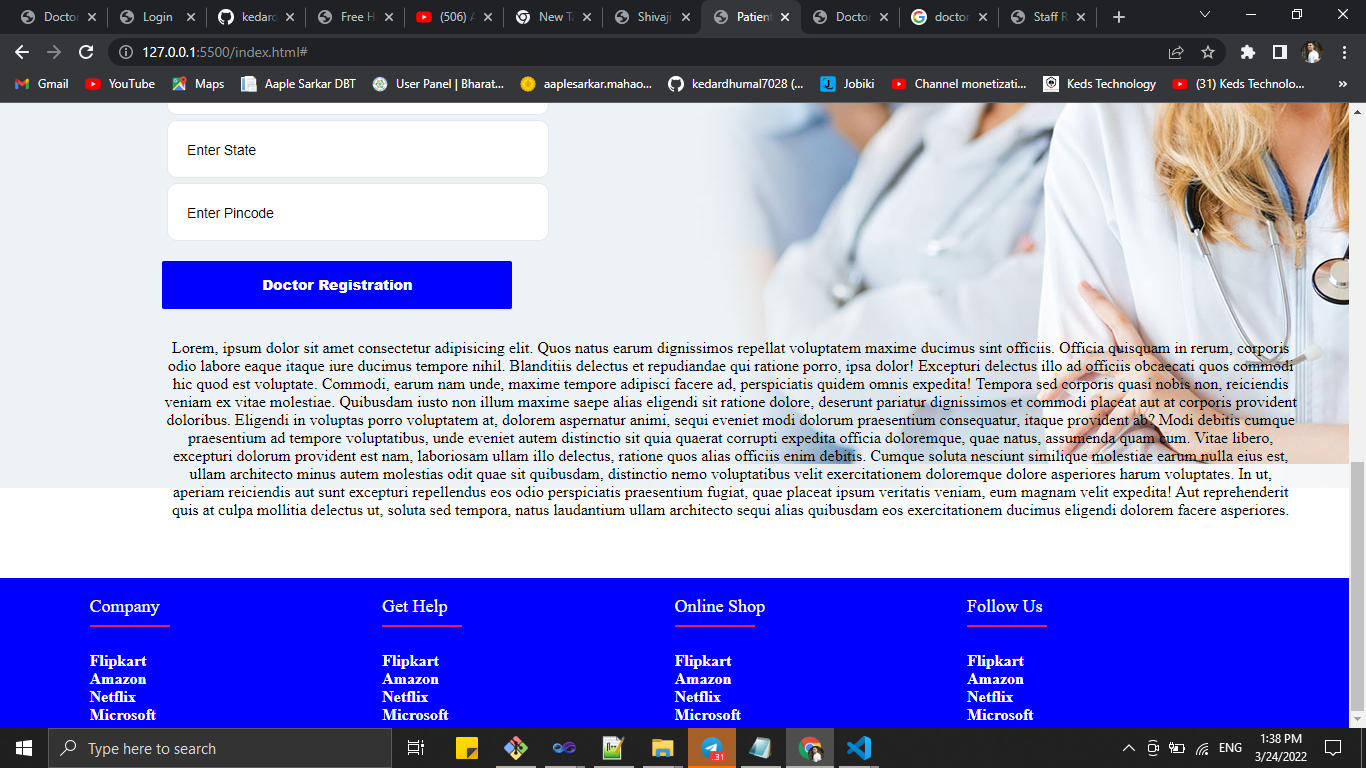 Doctor
Login
kedard
Free H
(506) A
New Ta
Shivaji
Patient
Doctor
doctor
Staff R
127.0.0.1:5500/index.html#
Gmail
YouTube
Maps
Aaple Sarkar DBT
User Panel | Bharat...
aaplesarkar.mahao...
kedardhumal7028 (...
Jobiki
Channel monetizati...
Keds Technology
(31) Keds Technolo...
»
Enter State
Enter Pincode
Doctor Registration
Lorem, ipsum dolor sit amet consectetur adipisicing elit. Quos natus earum dignissimos repellat voluptatem maxime ducimus sint officiis. Officia quisquam in rerum, corporis
odio labore eaque itaque iure ducimus tempore nihil. Blanditiis delectus et repudiandae qui ratione porro, ipsa dolor! Excepturi delectus illo ad officiis obcaecati quos commodi
hic quod est voluptate. Commodi, earum nam unde, maxime tempore adipisci facere ad, perspiciatis quidem omnis expedita! Tempora sed corporis quasi nobis non, reiciendis
veniam ex vitae molestiae. Quibusdam iusto non illum maxime saepe alias eligendi sit ratione dolore, deserunt pariatur dignissimos et commodi placeat aut at corporis provident
doloribus. Eligendi in voluptas porro voluptatem at, dolorem aspernatur animi, sequi eveniet modi dolorum praesentium consequatur, itaque provident ab? Modi debitis cumque
praesentium ad tempore voluptatibus, unde eveniet autem distinctio sit quia quaerat corrupti expedita officia doloremque, quae natus, assumenda quam cum. Vitae libero,
excepturi dolorum provident est nam, laboriosam ullam illo delectus, ratione quos alias officiis enim debitis. Cumque soluta nesciunt similique molestiae earum nulla eius est,
ullam architecto minus autem molestias odit quae sit quibusdam, distinctio nemo voluptatibus velit exercitationem doloremque dolore asperiores harum voluptates. In ut,
aperiam reiciendis aut sunt excepturi repellendus eos odio perspiciatis praesentium fugiat, quae placeat ipsum veritatis veniam, eum magnam velit expedita! Aut reprehenderit
quis at culpa mollitia delectus ut, soluta sed tempora, natus laudantium ullam architecto sequi alias quibusdam eos exercitationem ducimus eligendi dolorem facere asperiores.
Company
Get Help
Online Shop
Follow Us
Flipkart
Amazon
Netflix
Microsoft
Flipkart
Amazon
Netflix
Microsoft
Flipkart
Amazon
Netflix
Microsoft
Flipkart
Amazon
Netflix
Microsoft
Type here to search
31
ENG
1:38 PM
3/24/2022